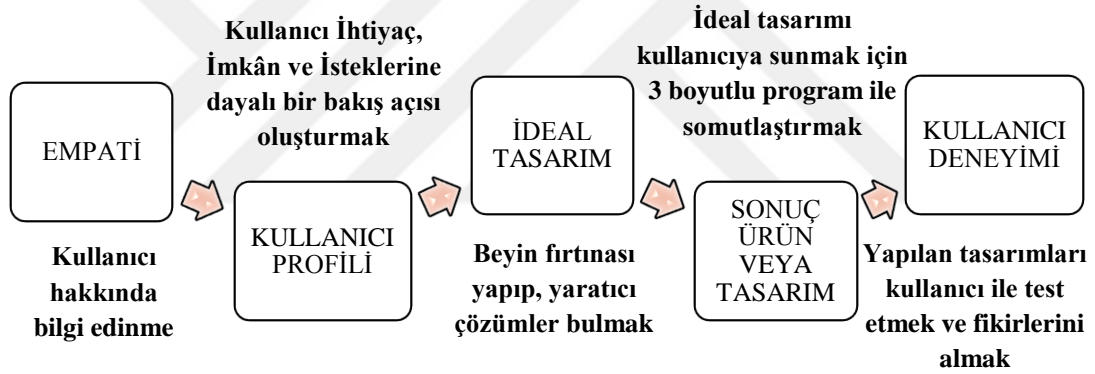 EMPATİ
Kullanıcı
hakkında
bilgi edinme
Kullanıcı İhtiyaç,
İmkân ve İsteklerine
dayalı bir bakış açısı
oluşturmak
KULLANICI
PROFİLİ
İDEAL
TASARIM
Beyin fırtınası
yapıp, yaratıcı
çözümler bulmak
İdeal tasarımı
kullanıcıya sunmak için
3 boyutlu program ile
somutlaştırmak
SONUÇ
ÜRÜN
VEYA
TASARIM
KULLANICI
DENEYİMİ
Yapılan tasarımları
kullanıcı ile test
etmek ve fikirlerini
almak